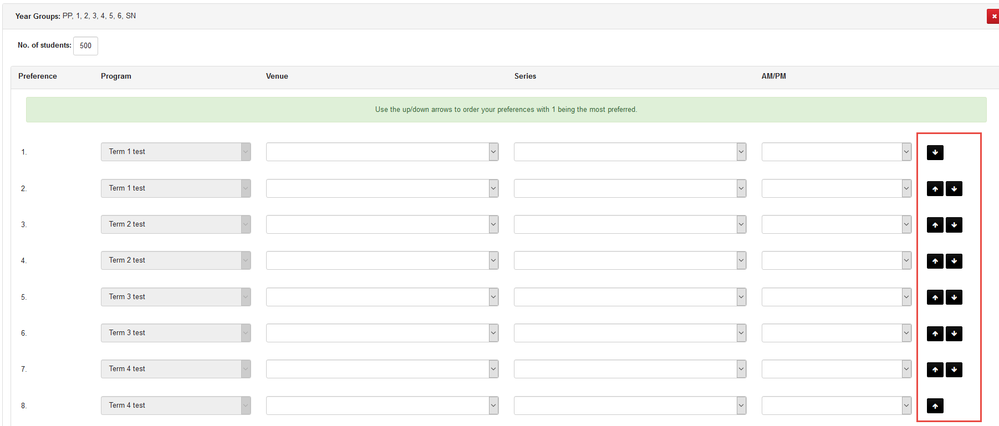 Year Groups: PP, 1, 2, 3, 4, 5, 6, SN
No. of students: 500
Preference Program Venue Series AM/PM
Use the up/down arrows to order your preferences with 1 being the most preferred.
1. Term 1 test
2. Term 1 test
3. Term 2 test
4. Term 2 test
5. Term 3 test
6. Term 3 test
7. Term 4 test
8. Term 4 test